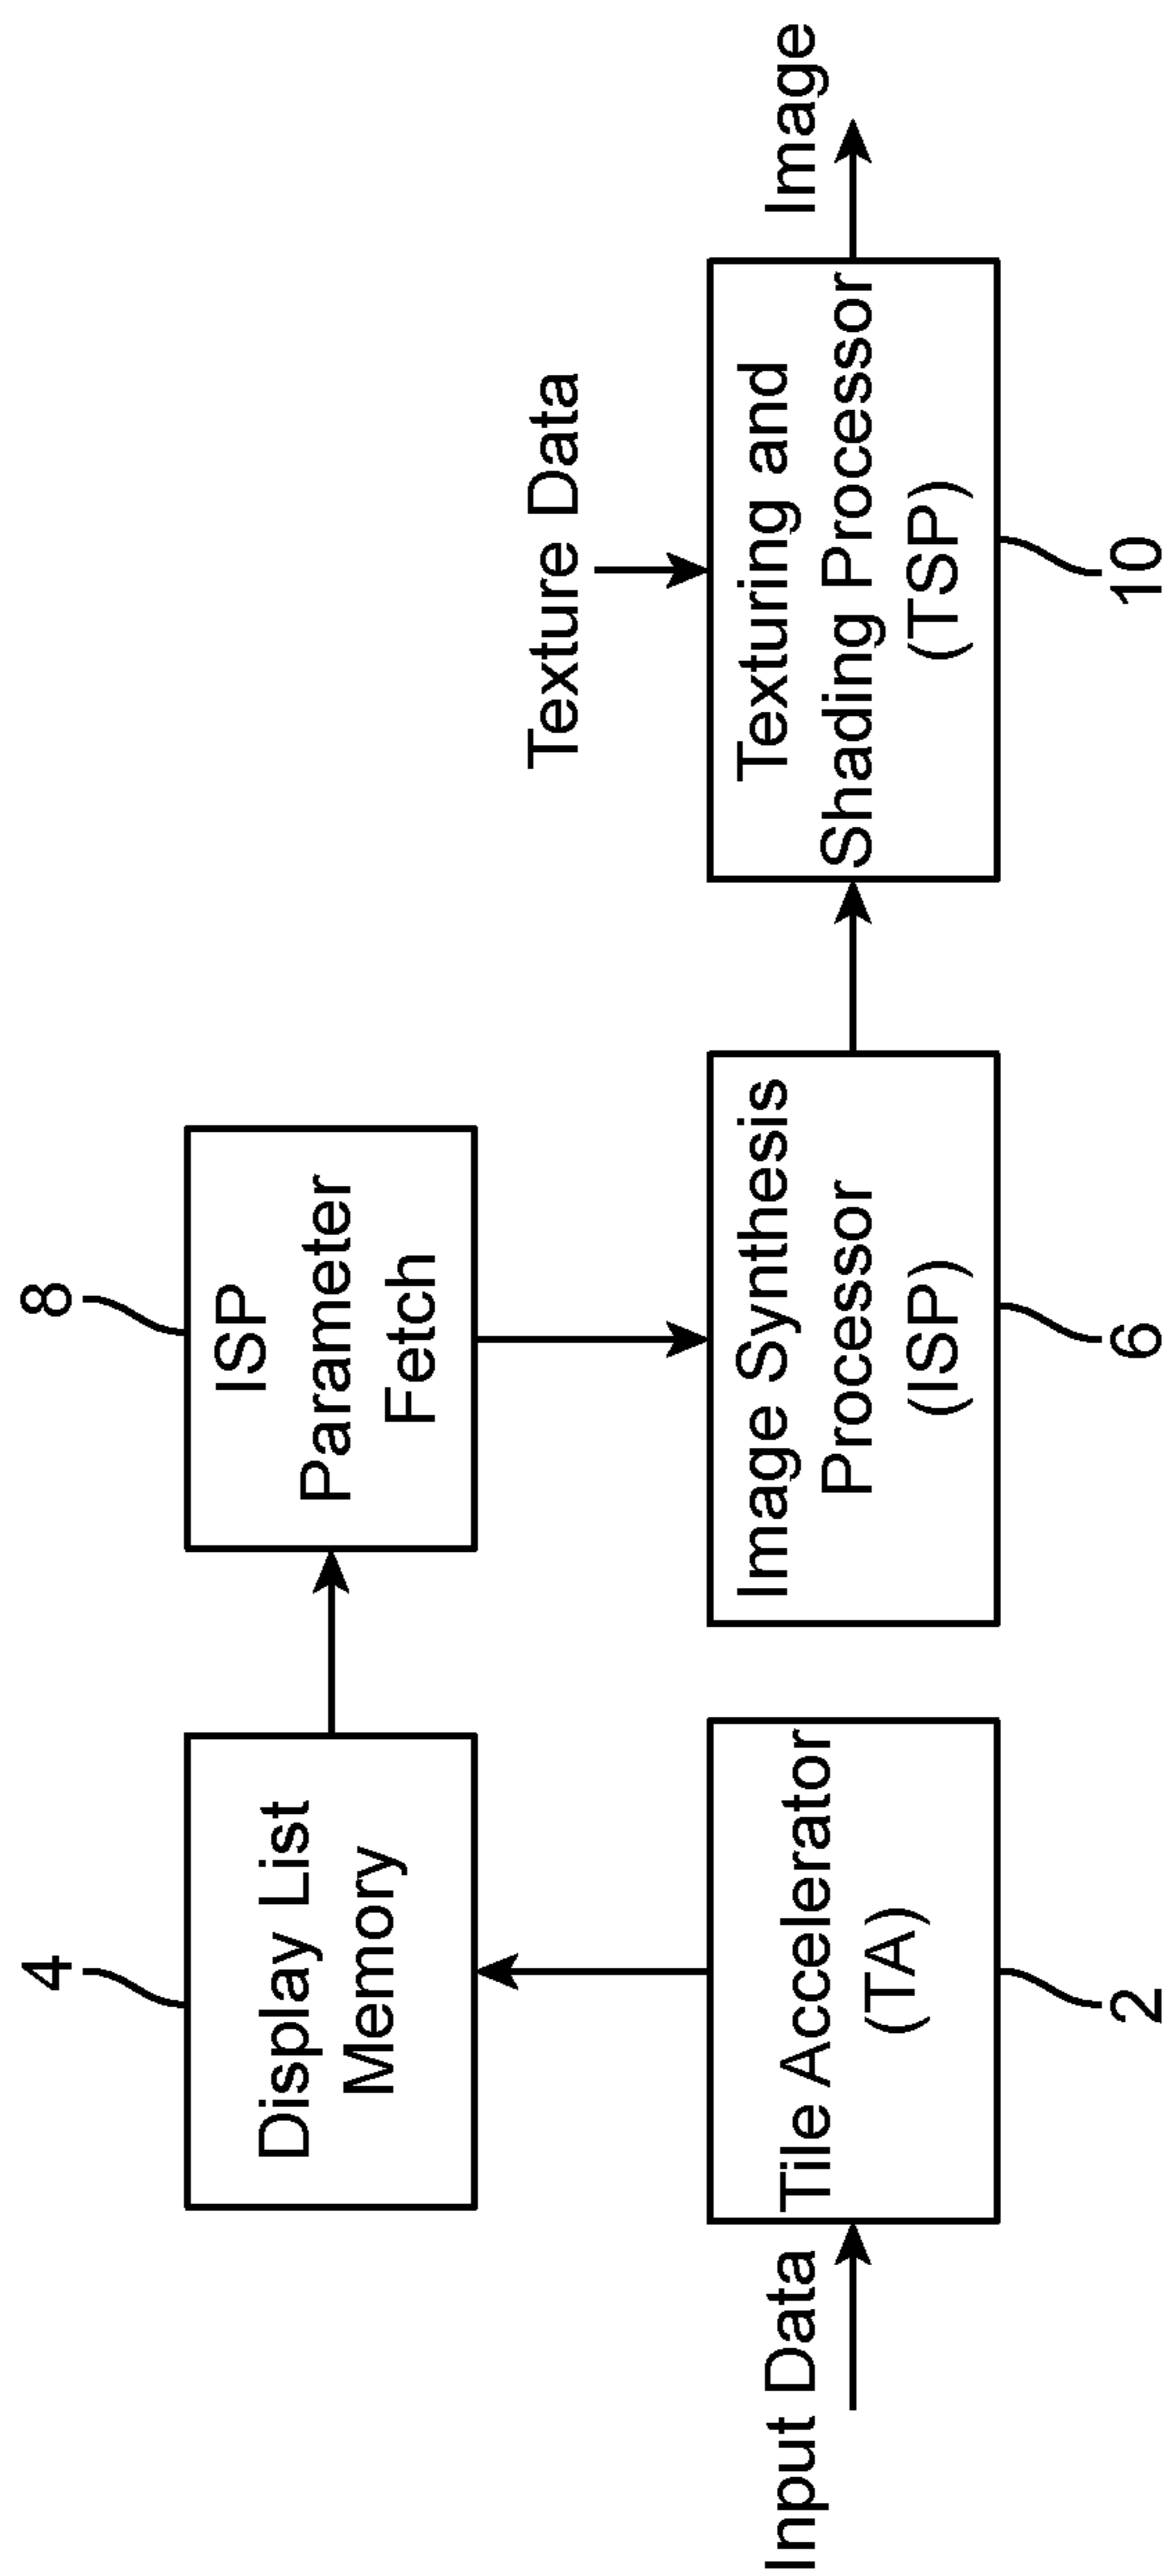 4
8
Display List
Memory
ISP
Parameter
Fetch
Texture Data
Input Data
Tile Accelerator
(TA)
Image Synthesis
Processor
(ISP)
Texturing and
Shading Processor
(TSP)
Image
2
6
10